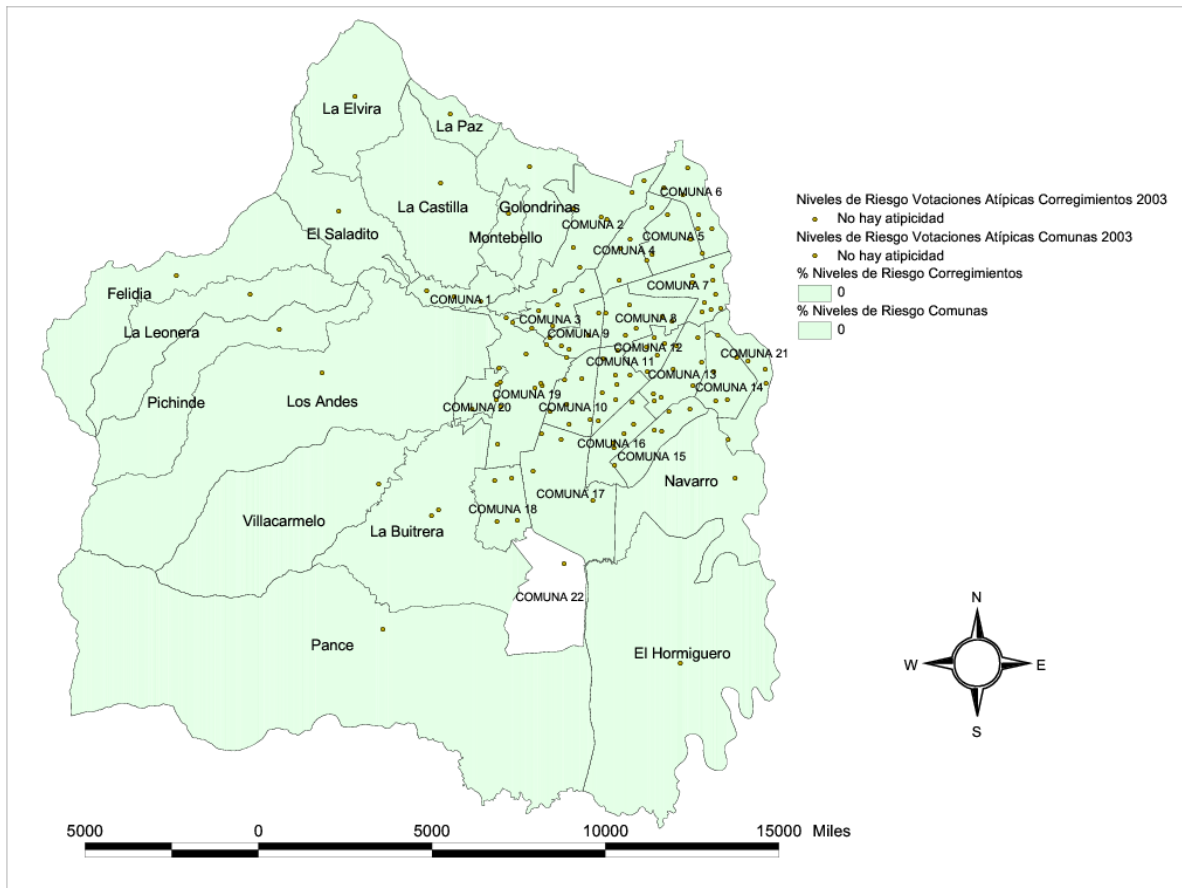 La Elvira
La Paz
COMUNA 6
Niveles de Riesgo Votaciones Atípicas Corregimientos 2003
No hay atipicidad
Niveles de Riesgo Votaciones Atípicas Comunas 2003
No hay atipicidad
% Niveles de Riesgo Corregimientos
0
% Niveles de Riesgo Comunas
0
La Castilla
Golondrinas
COMUNA 2
El Saladito
Montebello
COMUNA 5
COMUNA 4
Felidia
COMUNA 1
COMUNA 7
La Leonera
COMUNA 3
COMUNA 8
COMUNA 9
COMUNA 12
COMUNA 21
COMUNA 11
COMUNA 13
COMUNA 14
Pichinde
Los Andes
COMUNA 19
COMUNA 20
COMUNA 10
COMUNA 16
COMUNA 15
Navarro
COMUNA 17
Villacarmelo
La Buitrera
COMUNA 18
COMUNA 22
Pance
El Hormiguero
N
W
E
S
5000 0 5000 10000 15000 Miles